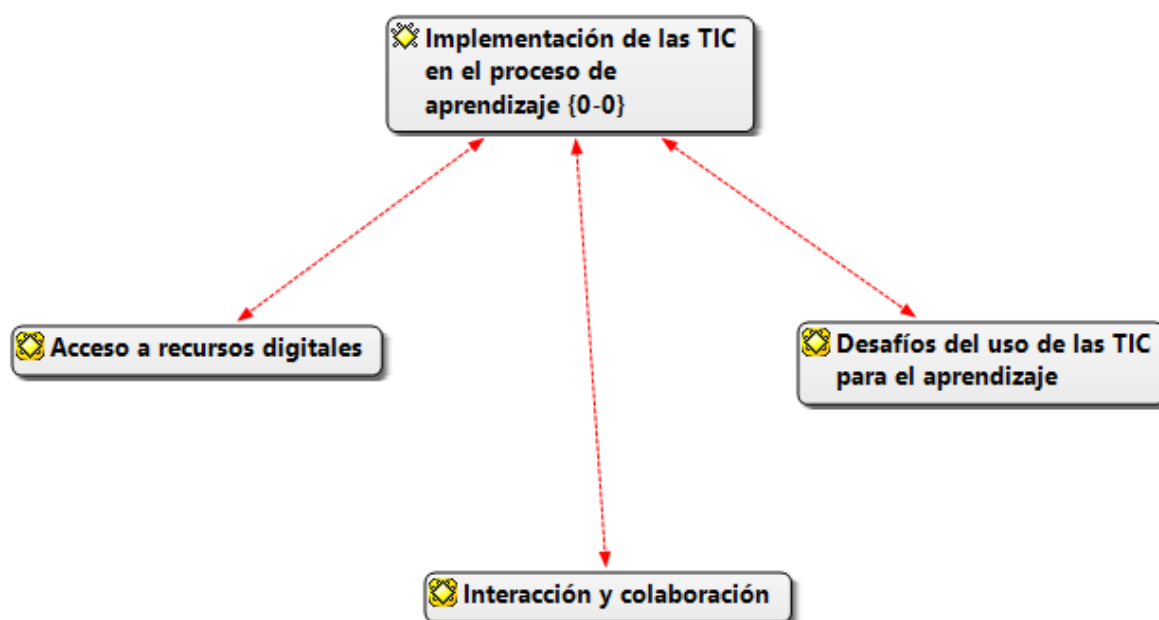 Implementación de las TIC
en el proceso de
aprendizaje {0-0}
Acceso a recursos digitales
Desafíos del uso de las TIC
para el aprendizaje
Interacción y colaboración